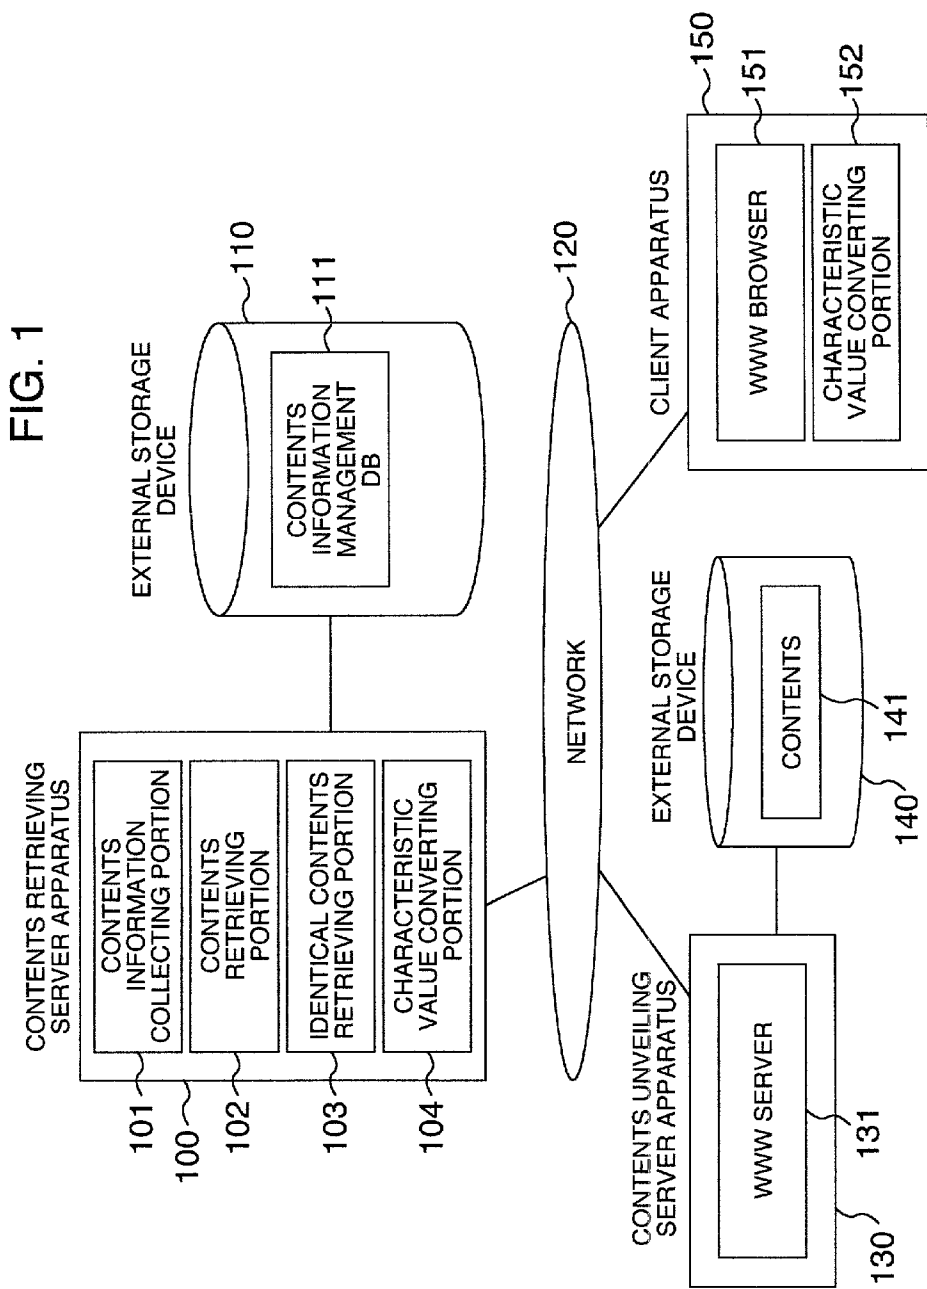 FIG. 1
CONTENTS RETRIEVING
SERVER APPARATUS
101
CONTENTS
INFORMATION
COLLECTING PORTION
100
102
CONTENTS
RETRIEVING
PORTION
103
IDENTICAL CONTENTS
RETRIEVING PORTION
104
CHARACTERISTIC
VALUE CONVERTING
PORTION
EXTERNAL STORAGE
DEVICE
110
CONTENTS
INFORMATION
MANAGEMENT
DB
111
NETWORK
120
CONTENTS UNVEILING
SERVER APPARATUS
WWW SERVER
131
130
EXTERNAL STORAGE
DEVICE
CONTENTS
141
140
CLIENT APPARATUS
150
WWW BROWSER
151
CHARACTERISTIC
VALUE CONVERTING
PORTION
152